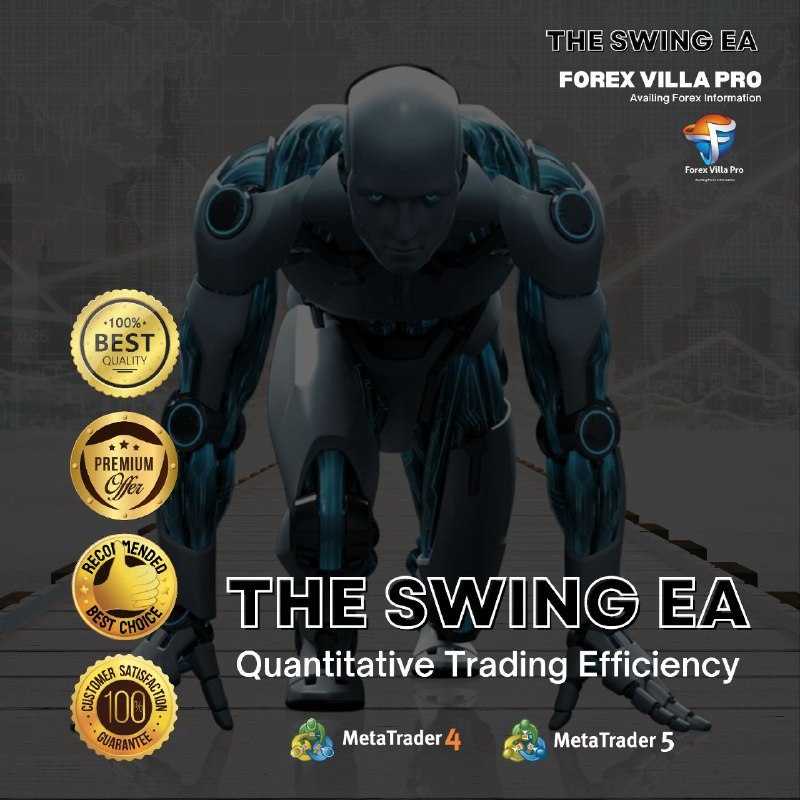 THE SWING EA
FOREX VILLA PRO
Availing Forex Information
Forex Villa Pro
100%
BEST
QUALITY
PREMIUM
Offer
RECOMMENDED
BEST CHOICE
CUSTOMER SATISFACTION
100%
GUARANTEE
THE SWING EA
Quantitative Trading Efficiency
MetaTrader 4
MetaTrader 5